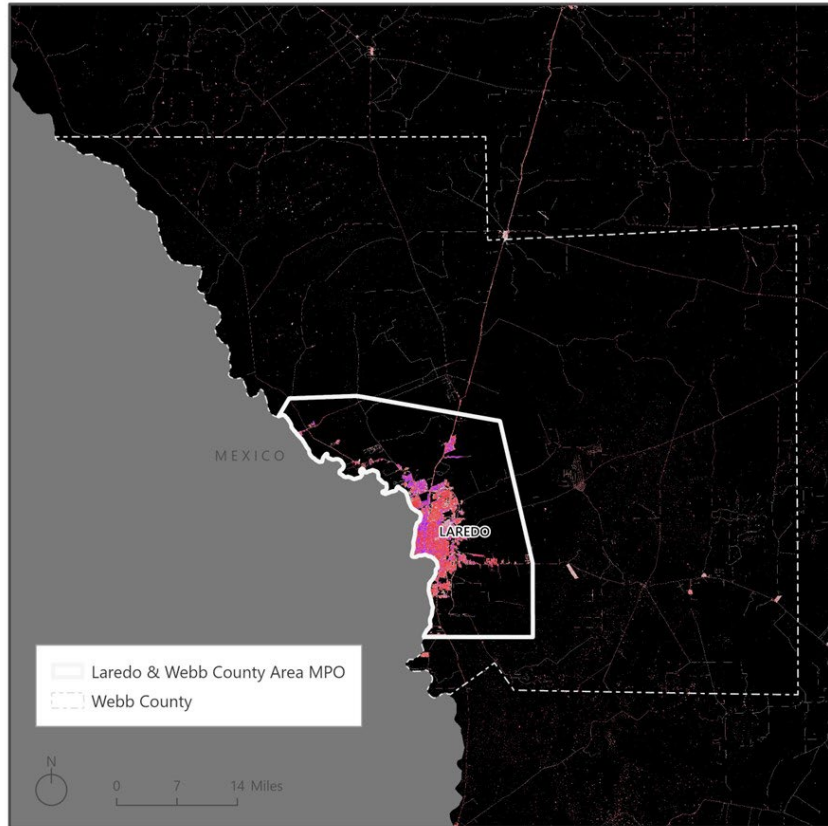 MEXICO
LAREDO
Laredo & Webb County Area MPO
Webb County
N
0 7 14 Miles